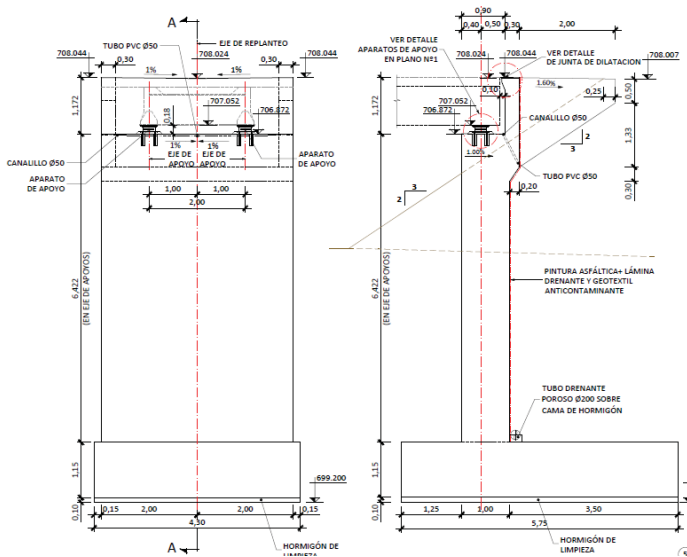 A
0.90
0.40 0.50 0.30
2,00
TUBO PVC Ø50
EJE DE REPLANTEO
708.044
0,30
1%
708.024
1%
0,30
708.044
VER DETALLE
APARATOS DE APOYO
EN PLANO Nº1
708.024
708.044
VER DETALLE
DE JUNTA DE DILATACION
708.007
1.60%
0,10
0,25
0,50
1,172
0,18
707.052
706.872
707.052
706.872
1,172
CANALILLO Ø50
1,33
3
2
1%
1%
CANALILLO Ø50
EJE DE
APOYO
EJE DE
APOYO
APARATO
DE APOYO
APARATO
DE APOYO
1.00%
TUBO PVC Ø50
0,30
0,20
3
2
1,00
1,00
2,00
6,422
(EN EJE DE APOYOS)
6,422
(EN EJE DE APOYOS)
PINTURA ASFÁLTICA+ LÁMINA
DRENANTE Y GEOTEXTIL
ANTICONTAMINANTE
TUBO DRENANTE
POROSO Ø200 SOBRE
CAMA DE HORMIGÓN
1,15
0,10
699.200
1,15
0,10
0,15
2,00
2,00
0,15
4,30
1,25
1,00
3,50
5,75
A
HORMIGÓN DE
LIMPIEZA
HORMIGÓN DE
LIMPIEZA
5